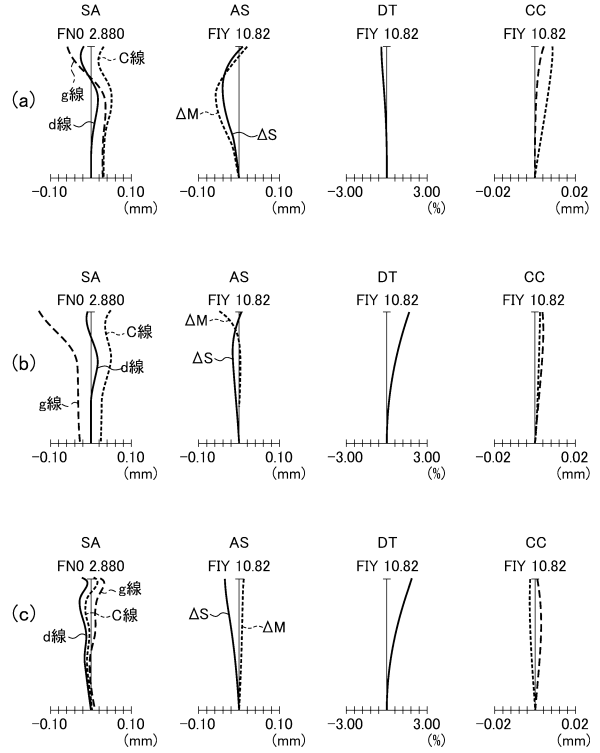 SA AS DT CC
FNO 2.880 FIY 10.82 FIY 10.82 FIY 10.82
(a)
C線
g線
d線
ΔM
ΔS
-0.10 0.10 -0.10 0.10 -3.00 3.00 -0.02 0.02
(mm) (mm) (%) (mm)
SA AS DT CC
FNO 2.880 FIY 10.82 FIY 10.82 FIY 10.82
(b)
ΔM
C線
ΔS
d線
g線
-0.10 0.10 -0.10 0.10 -3.00 3.00 -0.02 0.02
(mm) (mm) (%) (mm)
SA AS DT CC
FNO 2.880 FIY 10.82 FIY 10.82 FIY 10.82
(c)
g線
C線
d線
ΔS
ΔM
-0.10 0.10 -0.10 0.10 -3.00 3.00 -0.02 0.02
(mm) (mm) (%) (mm)